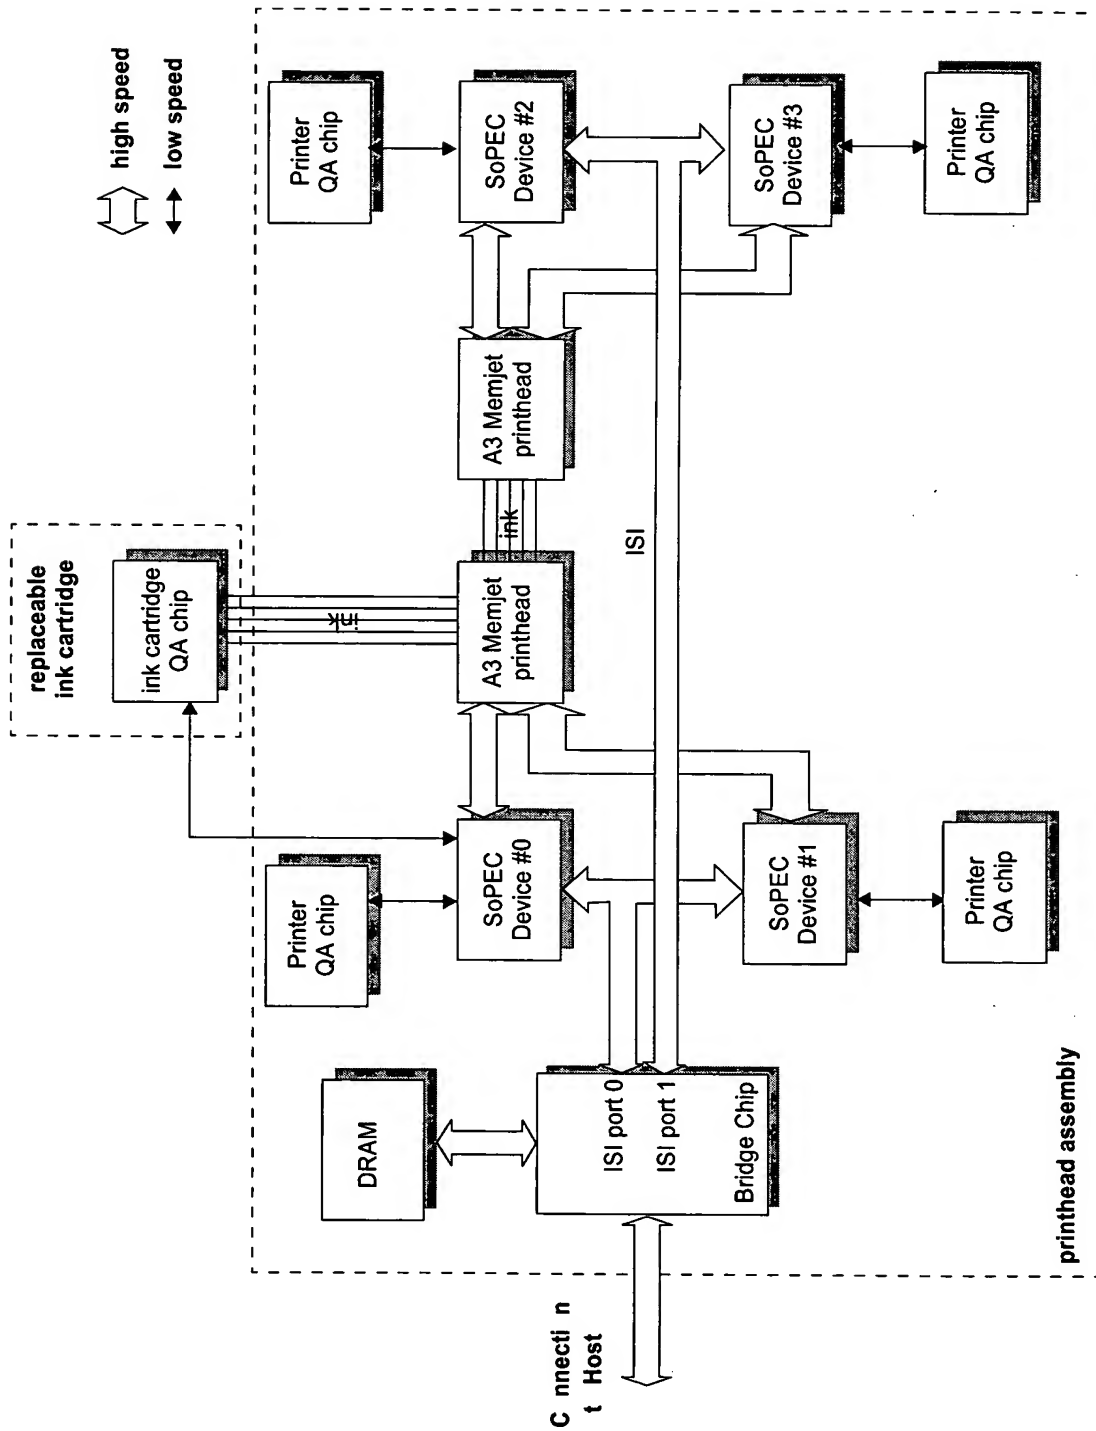 high speed
low speed
replaceable
ink cartridge
ink cartridge
QA chip
ink
Printer
QA chip
Printer
QA chip
DRAM
SoPEC
Device #0
A3 Memjet
printhead
ink
A3 Memjet
printhead
SoPEC
Device #2
C nnecti n
t Host
ISI port 0
ISI port 1
Bridge Chip
ISI
SoPEC
Device #1
SoPEC
Device #3
Printer
QA chip
Printer
QA chip
printhead assembly